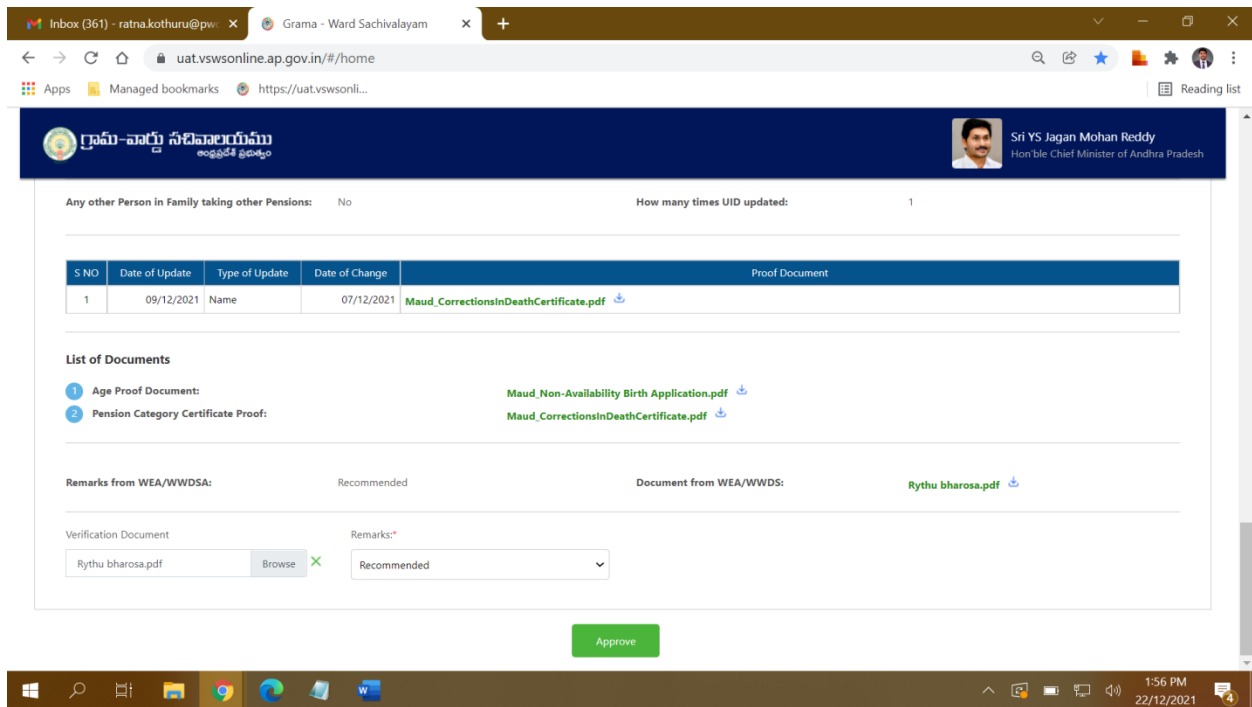 Inbox (361) - ratna.kothuru@pwc
Grama - Ward Sachivalayam
uat.vswsonline.ap.gov.in/#/home
Apps Managed bookmarks https://uat.vswsonli... Reading list
గ్రామ-వార్డు సచివాలయము
ఆంధ్రప్రదేశ్ ప్రభుత్వం
Sri YS Jagan Mohan Reddy
Hon'ble Chief Minister of Andhra Pradesh
Any other Person in Family taking other Pensions: No How many times UID updated: 1
S NO Date of Update Type of Update Date of Change Proof Document
1 09/12/2021 Name 07/12/2021 Maud_CorrectionsInDeathCertificate.pdf
List of Documents
1 Age Proof Document: Maud_Non-Availability Birth Application.pdf
2 Pension Category Certificate Proof: Maud_CorrectionsInDeathCertificate.pdf
Remarks from WEA/WWDSA: Recommended Document from WEA/WWDS: Rythu bharosa.pdf
Verification Document Remarks:*
Rythu bharosa.pdf Browse Recommended
Approve
1:56 PM
22/12/2021
4